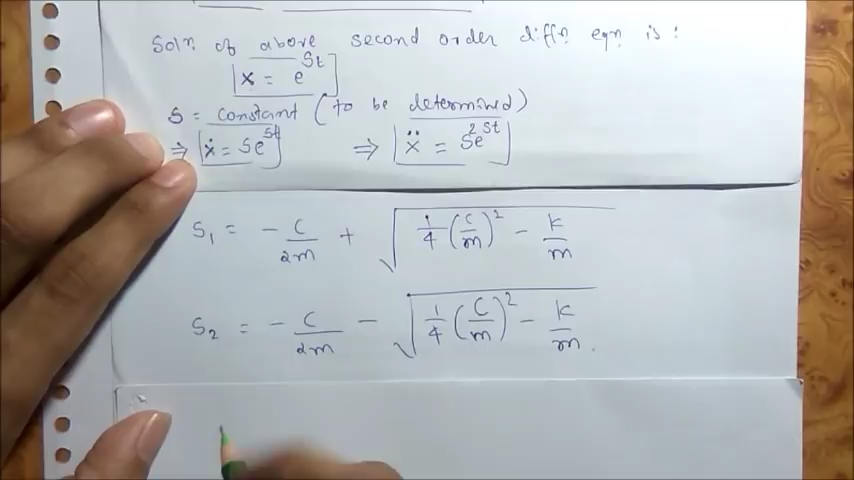 Soln of above second order diffn eqn is :
x = e^{st}
S = constant (to be determined)
⇒ ẋ = Se^{st} ⇒ ẍ = S^2e^{st}
S₁ = - C/2m + √(1/4 (C/m)^2 - K/m)
S₂ = - C/2m - √(1/4 (C/m)^2 - K/m) .